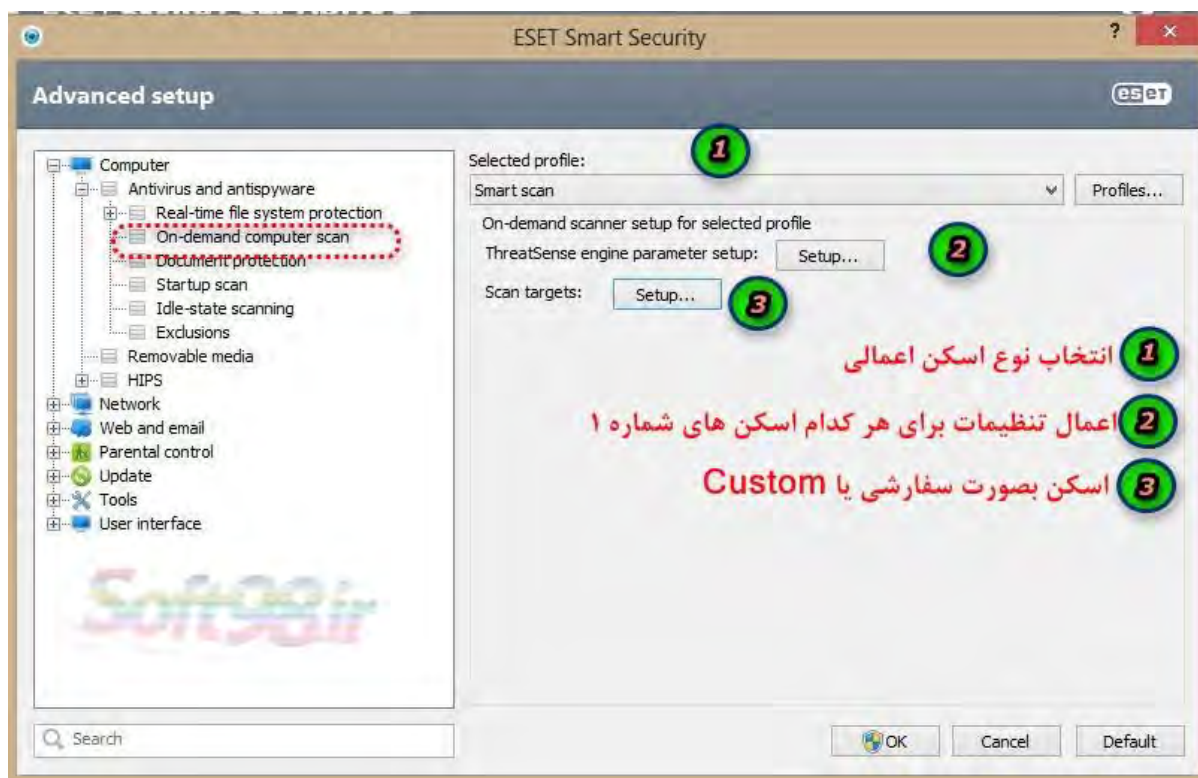 ESET Smart Security
?
Advanced setup
eset
Computer
Antivirus and antispyware
Real-time file system protection
On-demand computer scan
Document protection
Startup scan
Idle-state scanning
Exclusions
Removable media
HIPS
Network
Web and email
Parental control
Update
Tools
User interface
Soft98.ir
Search
Selected profile:
1
Smart scan
Profiles...
On-demand scanner setup for selected profile
ThreatSense engine parameter setup:
Setup...
2
Scan targets:
Setup...
3
1 انتخاب نوع اسکن اعمالی
2 اعمال تنظیمات برای هر کدام اسکن های شماره ۱
3 اسکن بصورت سفارشی یا Custom
OK
Cancel
Default